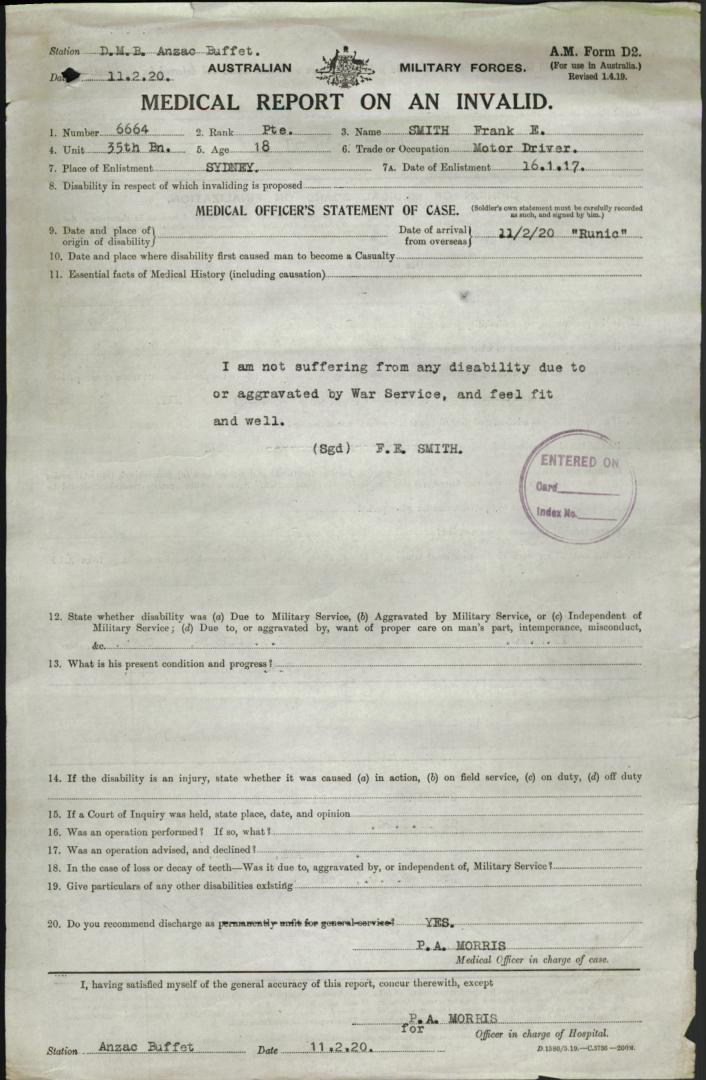 Station D.M.B. Anzac Buffet. A.M. Form D2.
(For use in Australia.)
Date 11.2.20. AUSTRALIAN MILITARY FORCES. Revised 1.4.19.
MEDICAL REPORT ON AN INVALID.
1. Number 6664 2. Rank Pte. 3. Name SMITH Frank E.
4. Unit 35th Bn. 5. Age 18 6. Trade or Occupation Motor Driver.
7. Place of Enlistment SYDNEY. 7A. Date of Enlistment 16.1.17.
8. Disability in respect of which invaliding is proposed
MEDICAL OFFICER'S STATEMENT OF CASE. (Soldier's own statement must be carefully recorded
as such, and signed by him.)
9. Date and place of Date of arrival
origin of disability from overseas 11/2/20 "Runic"
10. Date and place where disability first caused man to become a Casualty
11. Essential facts of Medical History (including causation)
I am not suffering from any disability due to
or aggravated by War Service, and feel fit
and well.
(Sgd) F.E. SMITH.
ENTERED ON
Card
Index No.
12. State whether disability was (a) Due to Military Service, (b) Aggravated by Military Service, or (c) Independent of
Military Service; (d) Due to, or aggravated by, want of proper care on man's part, intemperance, misconduct,
&c.
13. What is his present condition and progress?
14. If the disability is an injury, state whether it was caused (a) in action, (b) on field service, (c) on duty, (d) off duty
15. If a Court of Inquiry was held, state place, date, and opinion
16. Was an operation performed? If so, what?
17. Was an operation advised, and declined?
18. In the case of loss or decay of teeth—Was it due to, aggravated by, or independent of, Military Service?
19. Give particulars of any other disabilities existing
20. Do you recommend discharge as permanently unfit for general service? YES.
P.A. MORRIS
Medical Officer in charge of case.
I, having satisfied myself of the general accuracy of this report, concur therewith, except
P.A. MORRIS
for Officer in charge of Hospital.
Station Anzac Buffet Date 11.2.20. D.1380/5.19.—C.3736—200M.